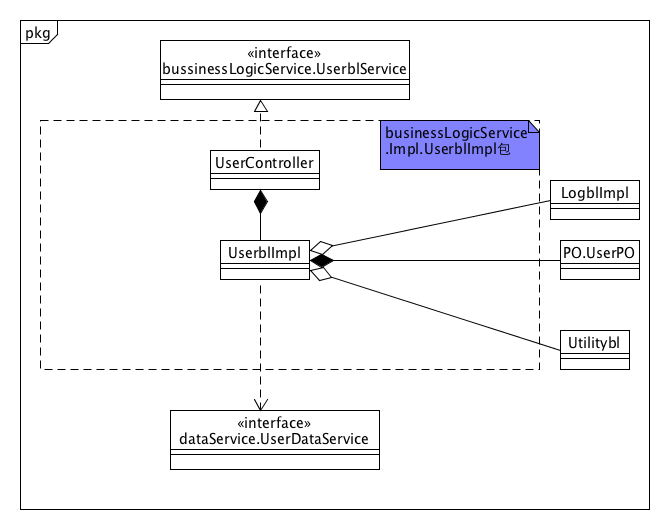 pkg
«interface»
bussinessLogicService.UserblService
businessLogicService
.Impl.UserblImpl包
UserController
LogblImpl
UserblImpl
PO.UserPO
Utilitybl
«interface»
dataService.UserDataService